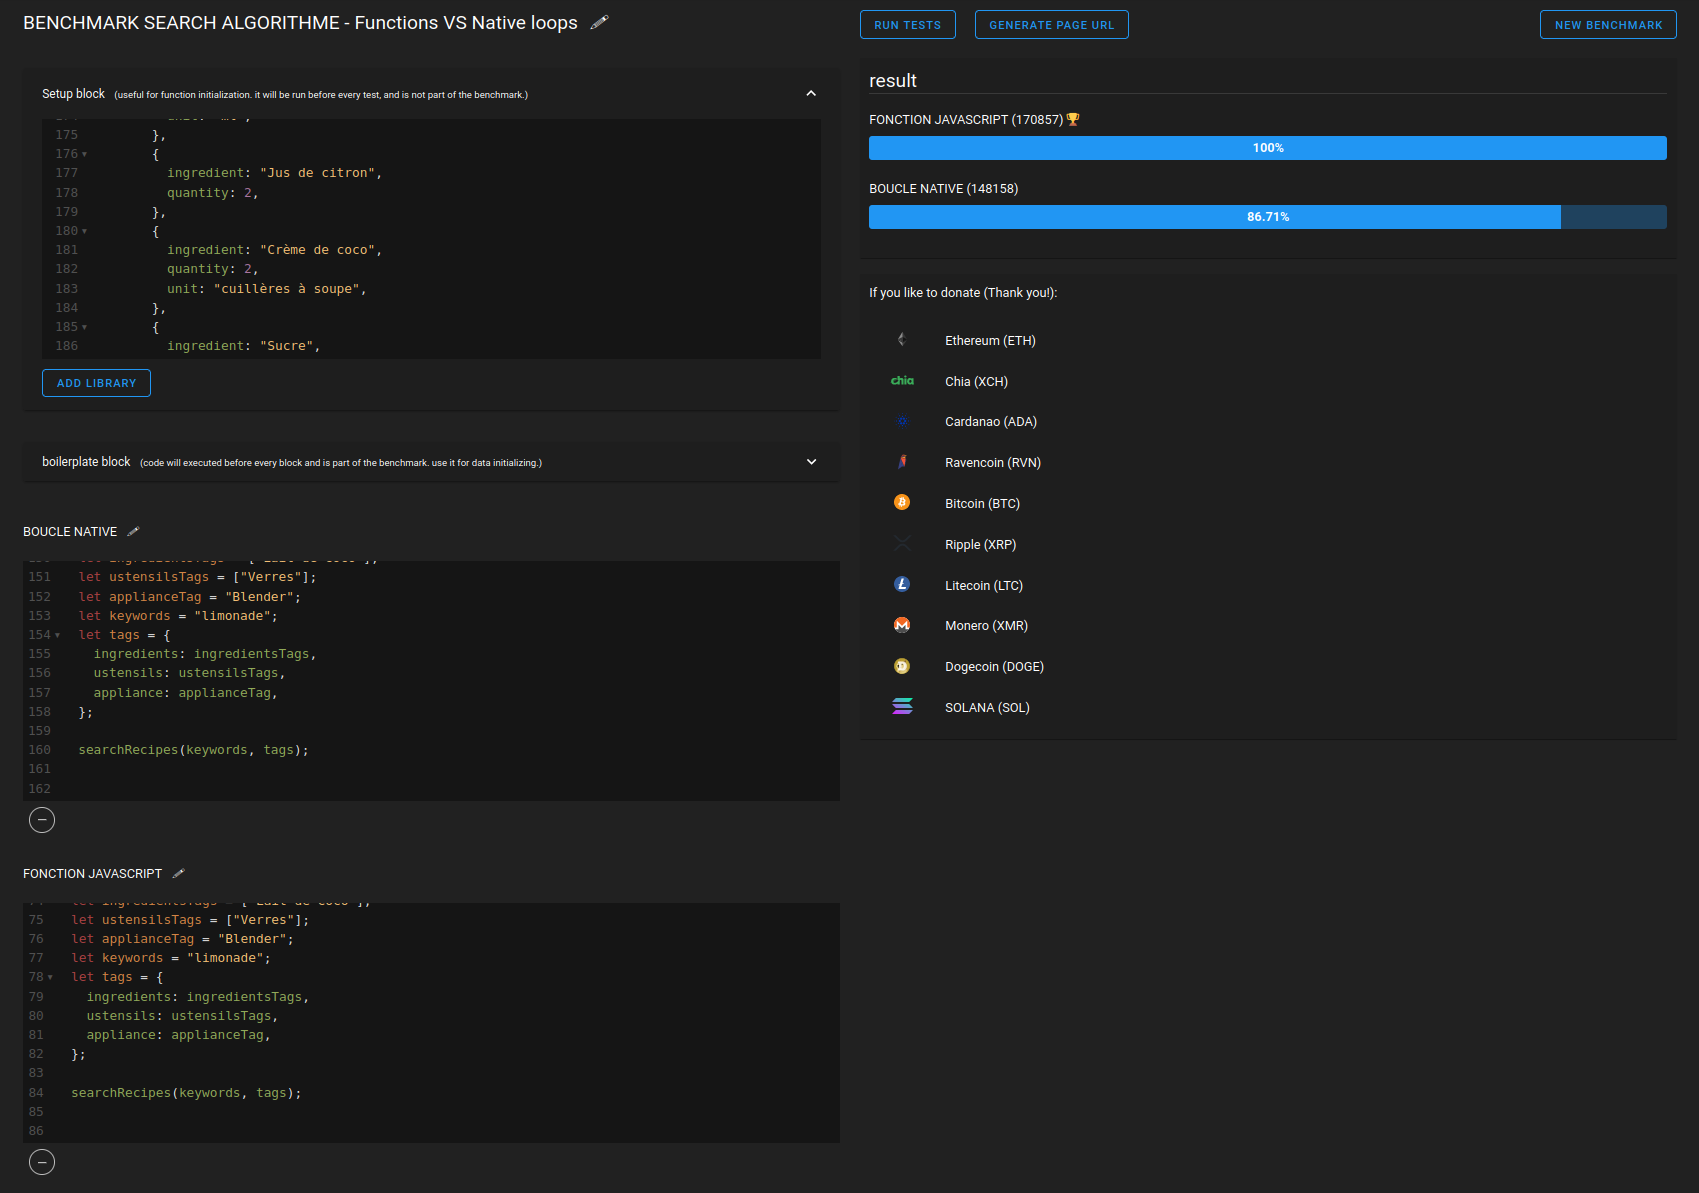 BENCHMARK SEARCH ALGORITHME - Functions VS Native loops
RUN TESTS
GENERATE PAGE URL
NEW BENCHMARK
Setup block (useful for function initialization. it will be run before every test, and is not part of the benchmark.)
175 },
176 {
177 ingredient: "Jus de citron",
178 quantity: 2,
179 },
180 {
181 ingredient: "Crème de coco",
182 quantity: 2,
183 unit: "cuillères à soupe",
184 },
185 {
186 ingredient: "Sucre",
ADD LIBRARY
boilerplate block (code will executed before every block and is part of the benchmark. use it for data initializing.)
BOUCLE NATIVE
151 let ustensilsTags = ["Verres"];
152 let applianceTag = "Blender";
153 let keywords = "limonade";
154 let tags = {
155 ingredients: ingredientsTags,
156 ustensils: ustensilsTags,
157 appliance: applianceTag,
158 };
159
160 searchRecipes(keywords, tags);
161
162
FONCTION JAVASCRIPT
75 let ustensilsTags = ["Verres"];
76 let applianceTag = "Blender";
77 let keywords = "limonade";
78 let tags = {
79 ingredients: ingredientsTags,
80 ustensils: ustensilsTags,
81 appliance: applianceTag,
82 };
83
84 searchRecipes(keywords, tags);
85
86
result
FONCTION JAVASCRIPT (170857)
100%
BOUCLE NATIVE (148158)
86.71%
If you like to donate (Thank you!):
Ethereum (ETH)
chia Chia (XCH)
Cardanao (ADA)
Ravencoin (RVN)
Bitcoin (BTC)
Ripple (XRP)
Litecoin (LTC)
Monero (XMR)
Dogecoin (DOGE)
SOLANA (SOL)